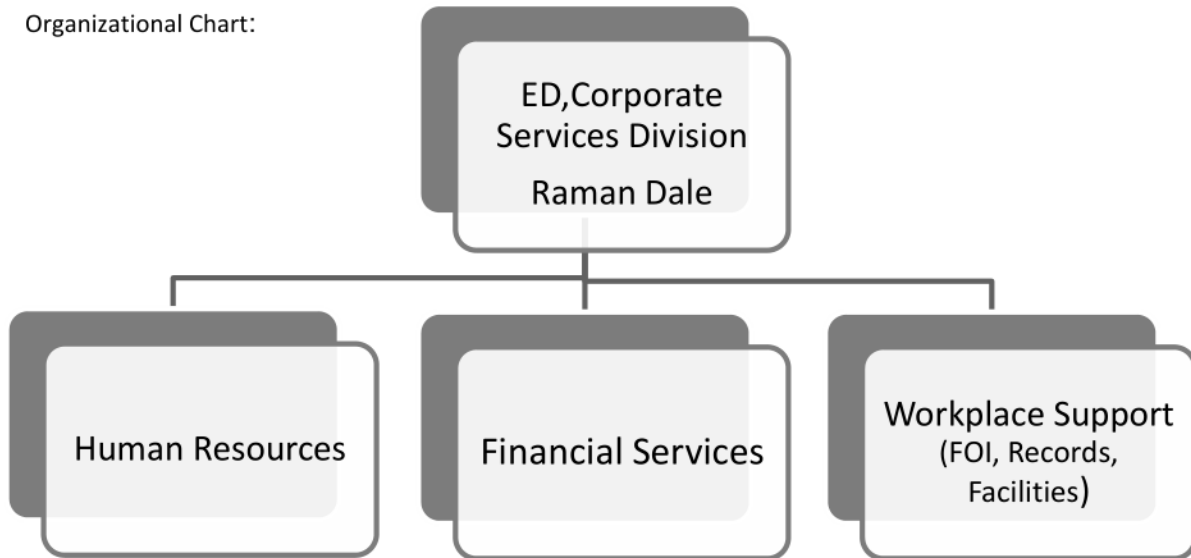 Organizational Chart:
ED,Corporate
Services Division
Raman Dale
Human Resources
Financial Services
Workplace Support
(FOI, Records,
Facilities)